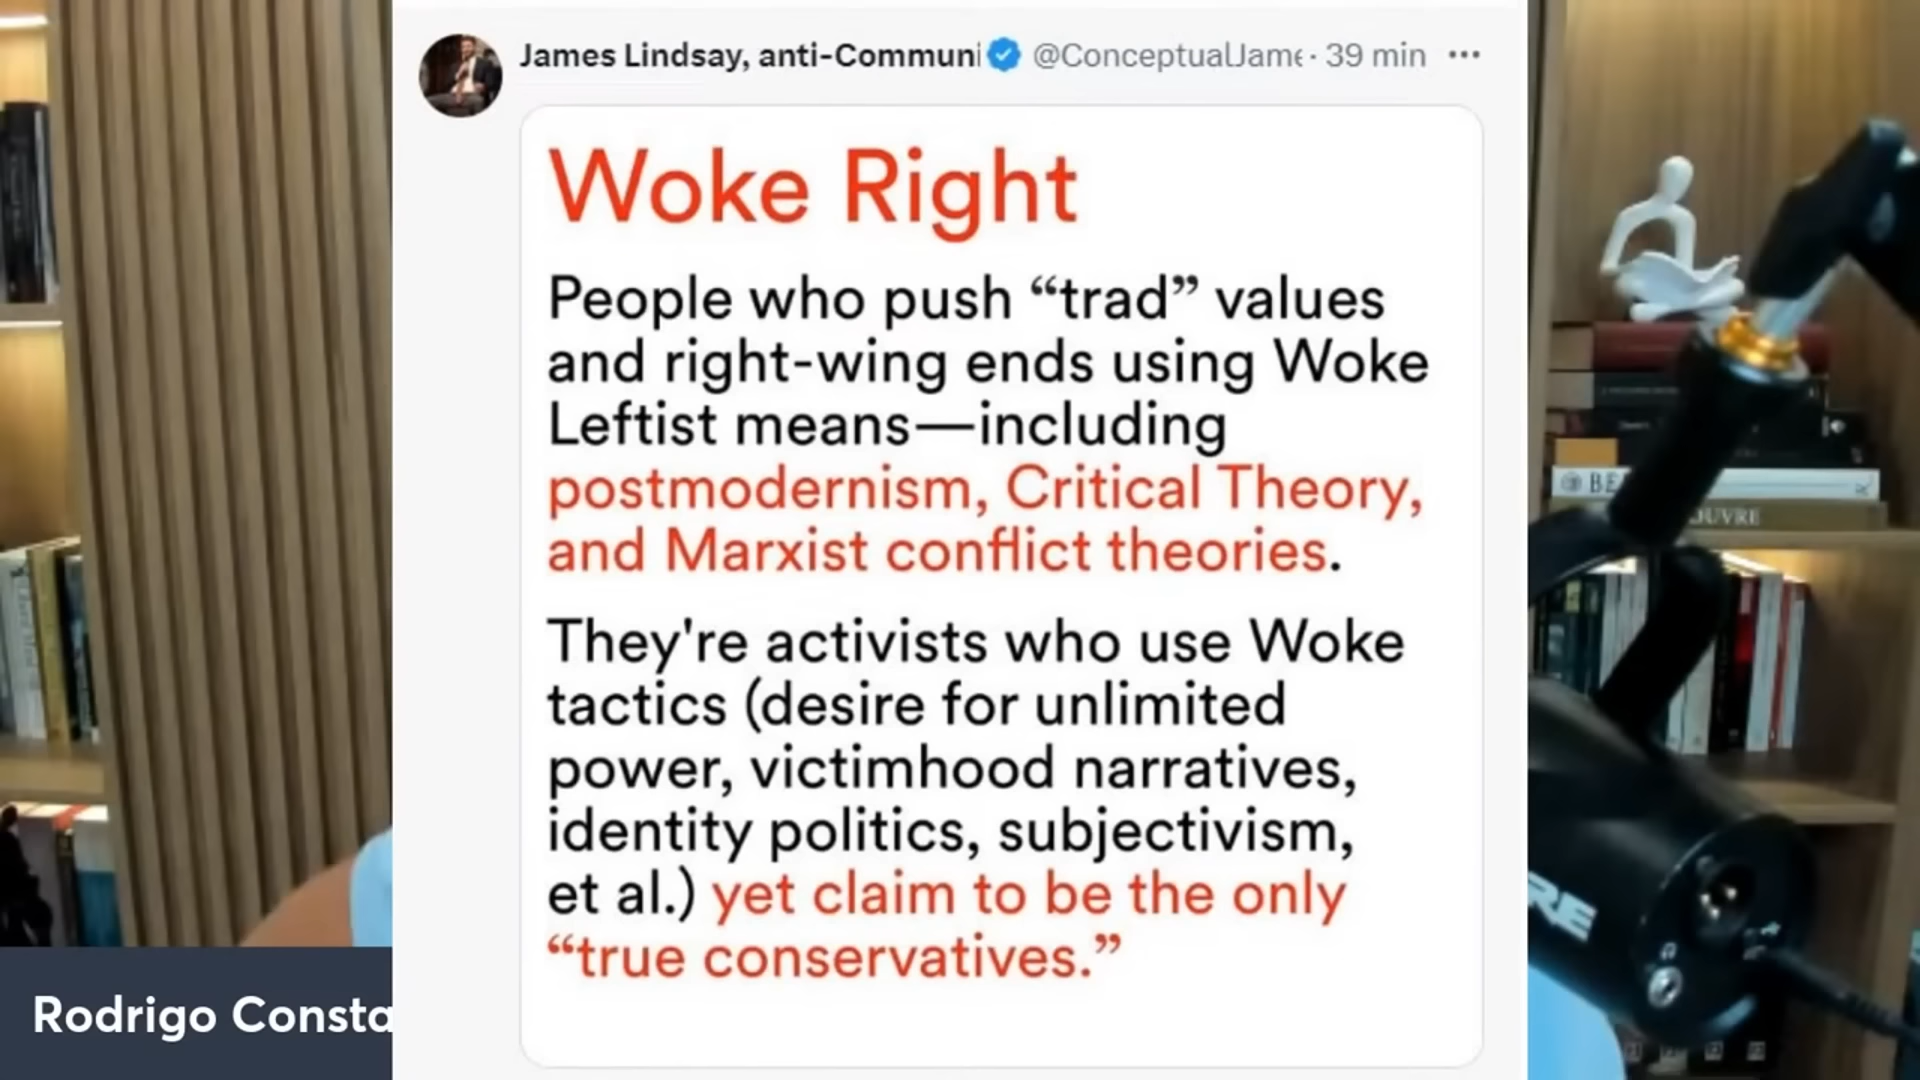 James Lindsay, anti-Communi @ConceptualJame · 39 min ···
Woke Right
People who push “trad” values
and right-wing ends using Woke
Leftist means—including
postmodernism, Critical Theory,
and Marxist conflict theories.
They're activists who use Woke
tactics (desire for unlimited
power, victimhood narratives,
identity politics, subjectivism,
et al.) yet claim to be the only
“true conservatives.”
Rodrigo Consta
BE
OUVRE
RE